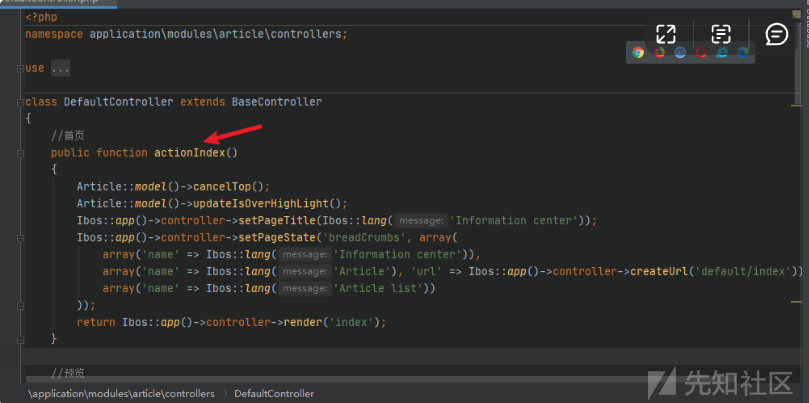 <?php
namespace application\modules\article\controllers;
use ...
class DefaultController extends BaseController
{
//首页
public function actionIndex()
{
Article::model()->cancelTop();
Article::model()->updateIsOverHighLight();
Ibos::app()->controller->setPageTitle(Ibos::lang( message: 'Information center'));
Ibos::app()->controller->setPageState('breadCrumbs', array(
array('name' => Ibos::lang( message: 'Information center')),
array('name' => Ibos::lang( message: 'Article'), 'url' => Ibos::app()->controller->createUrl('default/index'))
array('name' => Ibos::lang( message: 'Article list'))
));
return Ibos::app()->controller->render('index');
}
//预览
\application\modules\article\controllers › DefaultController
先知社区